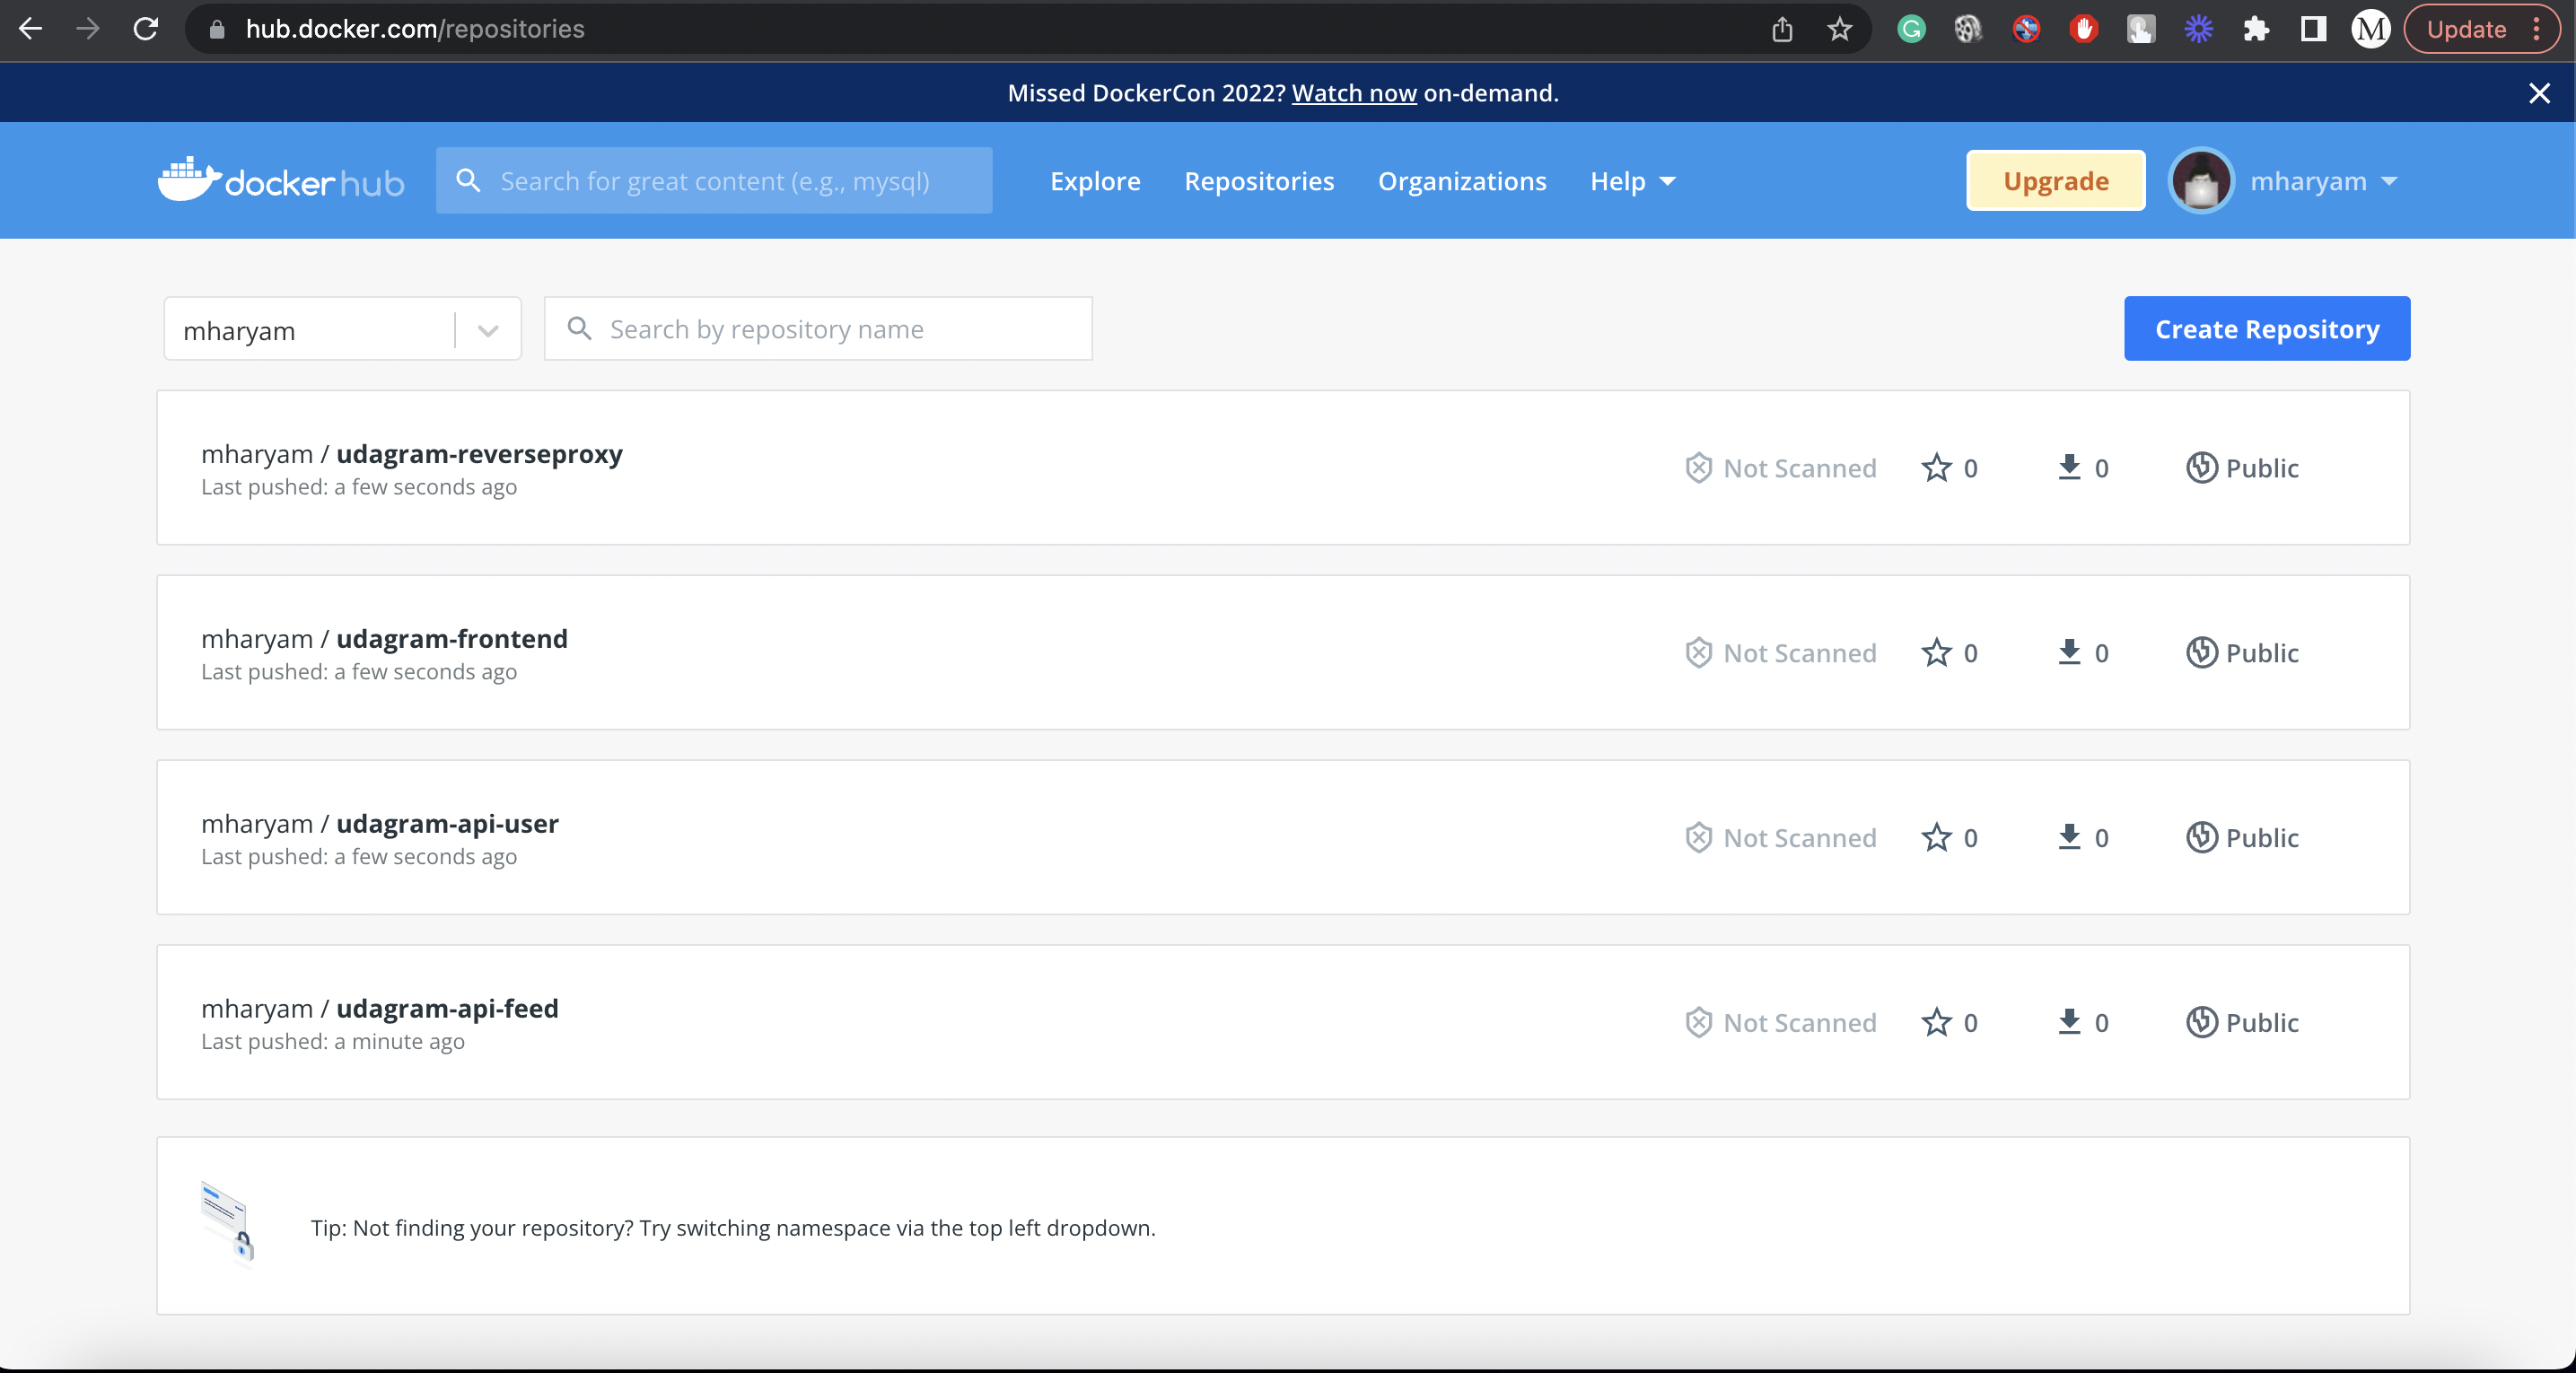 hub.docker.com/repositories
M
Update
Missed DockerCon 2022? Watch now on-demand.
docker hub
Search for great content (e.g., mysql)
Explore
Repositories
Organizations
Help
Upgrade
mharyam
mharyam
Search by repository name
Create Repository
mharyam / udagram-reverseproxy
Last pushed: a few seconds ago
Not Scanned
0
0
Public
mharyam / udagram-frontend
Last pushed: a few seconds ago
Not Scanned
0
0
Public
mharyam / udagram-api-user
Last pushed: a few seconds ago
Not Scanned
0
0
Public
mharyam / udagram-api-feed
Last pushed: a minute ago
Not Scanned
0
0
Public
Tip: Not finding your repository? Try switching namespace via the top left dropdown.